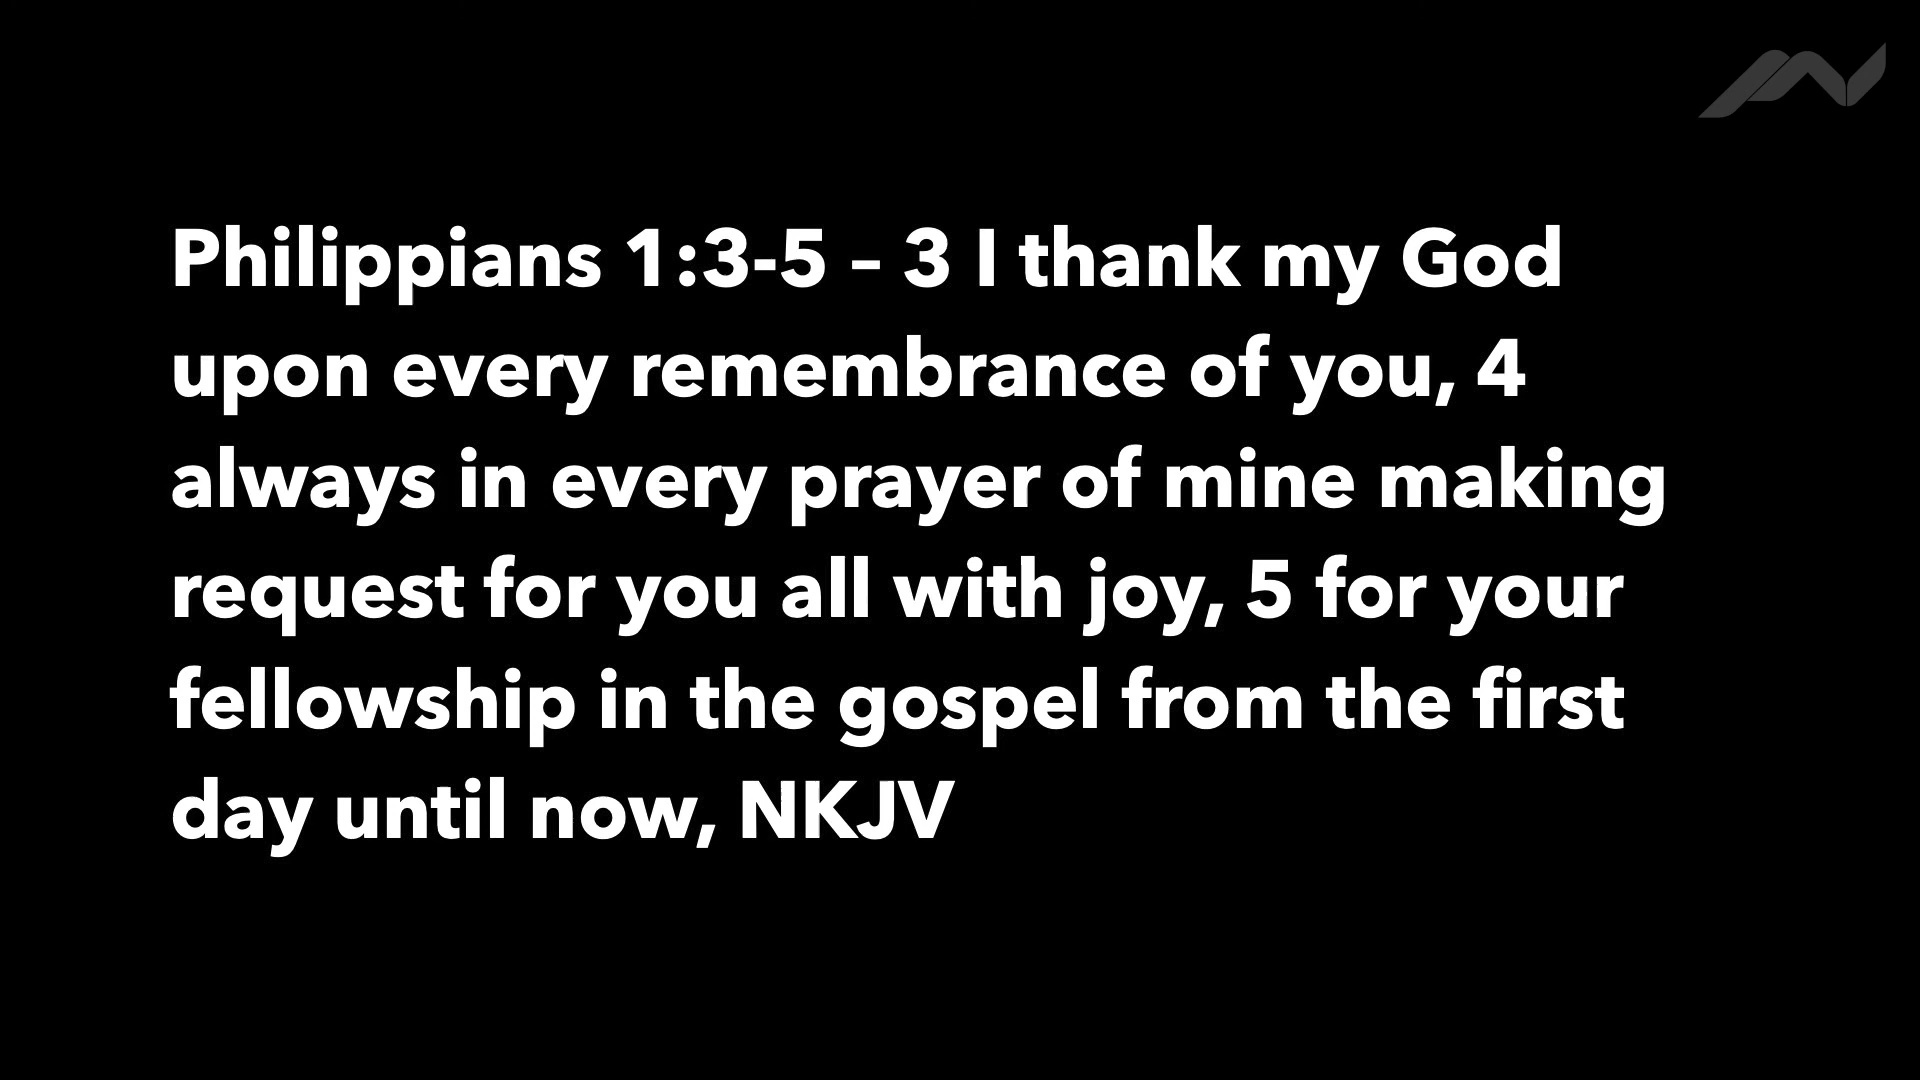 Philippians 1:3-5 – 3 I thank my God
upon every remembrance of you, 4
always in every prayer of mine making
request for you all with joy, 5 for your
fellowship in the gospel from the first
day until now, NKJV